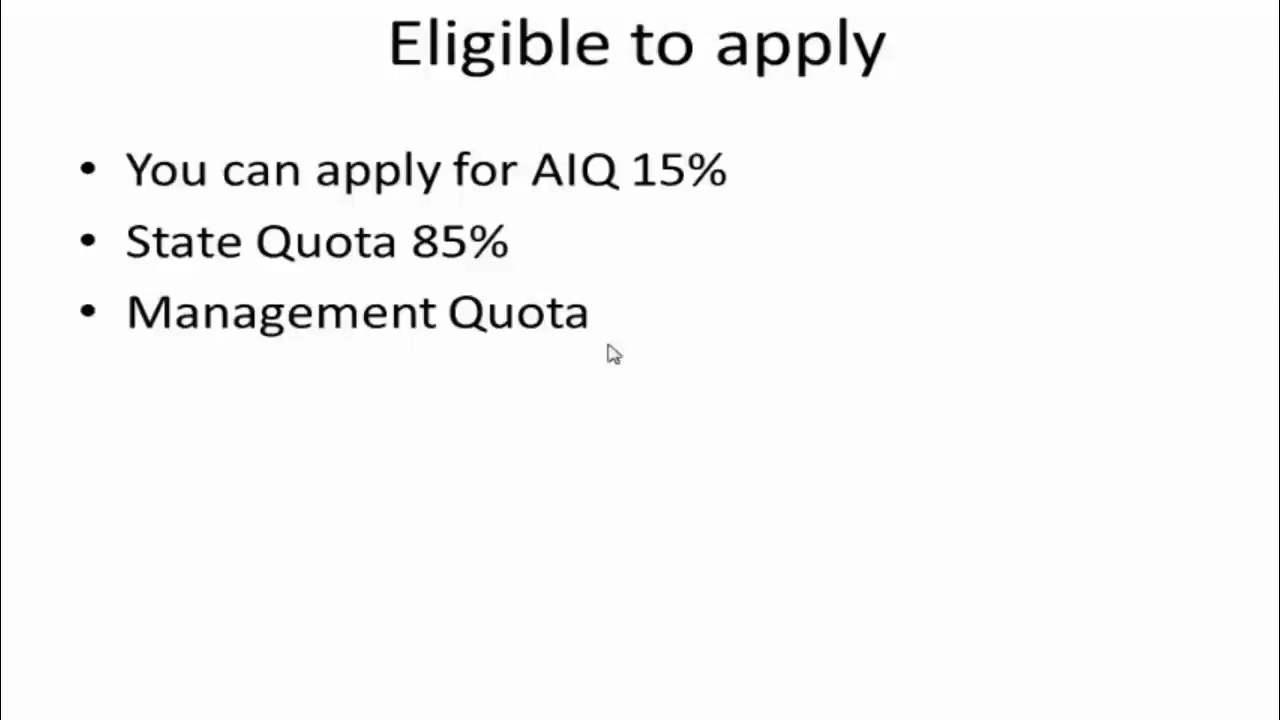 Eligible to apply
• You can apply for AIQ 15%
• State Quota 85%
• Management Quota